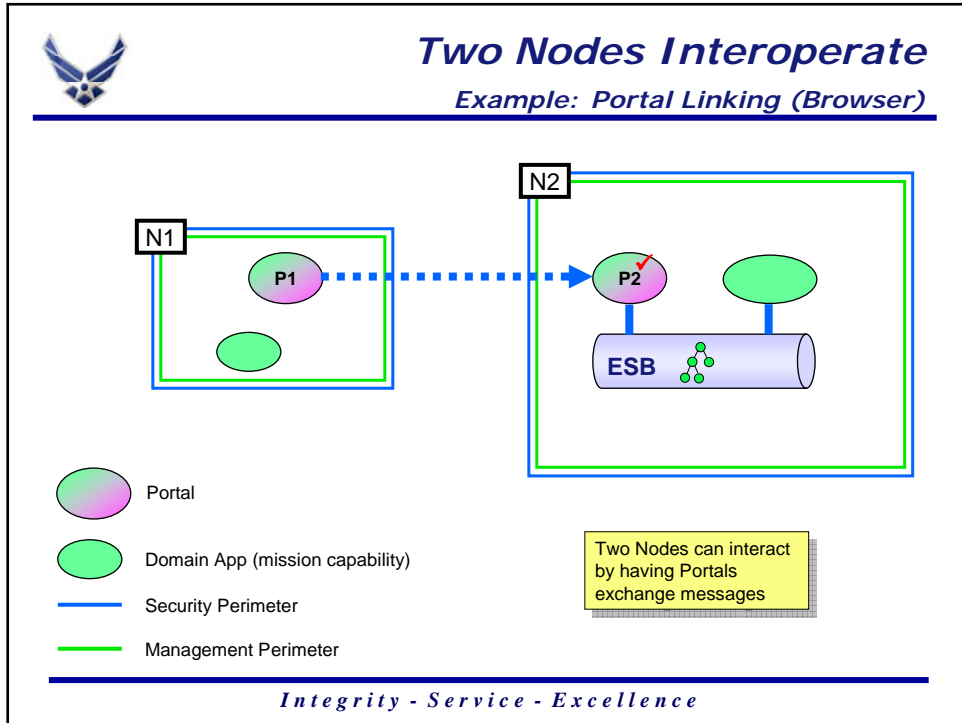 Two Nodes Interoperate
Example: Portal Linking (Browser)
N1
P1
N2
P2
ESB
Portal
Domain App (mission capability)
Security Perimeter
Management Perimeter
Two Nodes can interact
by having Portals
exchange messages
Integrity - Service - Excellence